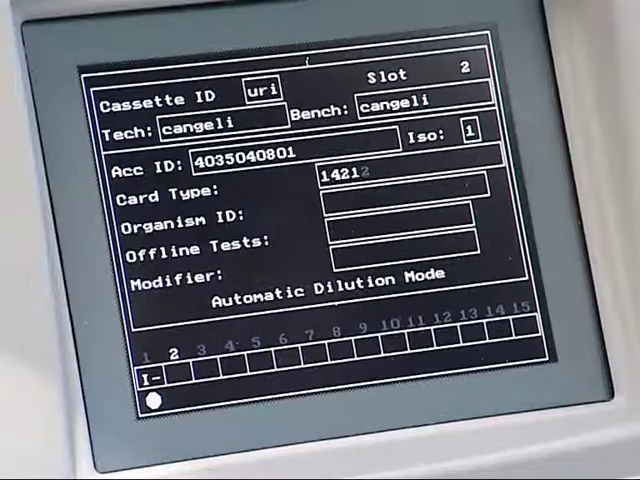 Cassette ID uri Slot 2
Tech: cangeli Bench: cangeli
Acc ID: 4035040801 Iso: 1
Card Type: 14212
Organism ID:
Offline Tests:
Modifier:
Automatic Dilution Mode
1 2 3 4 5 6 7 8 9 10 11 12 13 14 15
I-